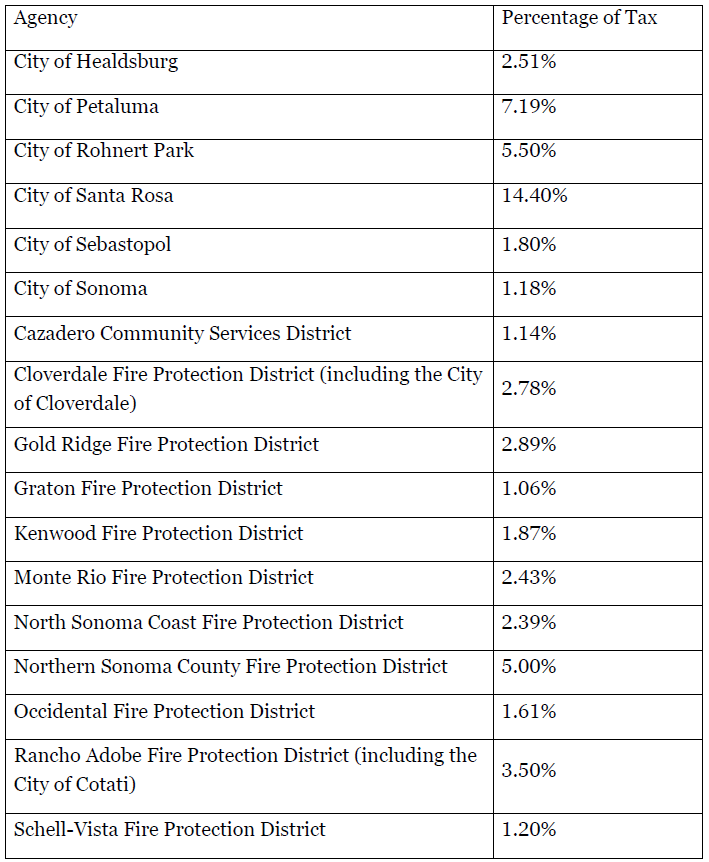 Agency Percentage of Tax
City of Healdsburg 2.51%
City of Petaluma 7.19%
City of Rohnert Park 5.50%
City of Santa Rosa 14.40%
City of Sebastopol 1.80%
City of Sonoma 1.18%
Cazadero Community Services District 1.14%
Cloverdale Fire Protection District (including the City
of Cloverdale) 2.78%
Gold Ridge Fire Protection District 2.89%
Graton Fire Protection District 1.06%
Kenwood Fire Protection District 1.87%
Monte Rio Fire Protection District 2.43%
North Sonoma Coast Fire Protection District 2.39%
Northern Sonoma County Fire Protection District 5.00%
Occidental Fire Protection District 1.61%
Rancho Adobe Fire Protection District (including the
City of Cotati) 3.50%
Schell-Vista Fire Protection District 1.20%